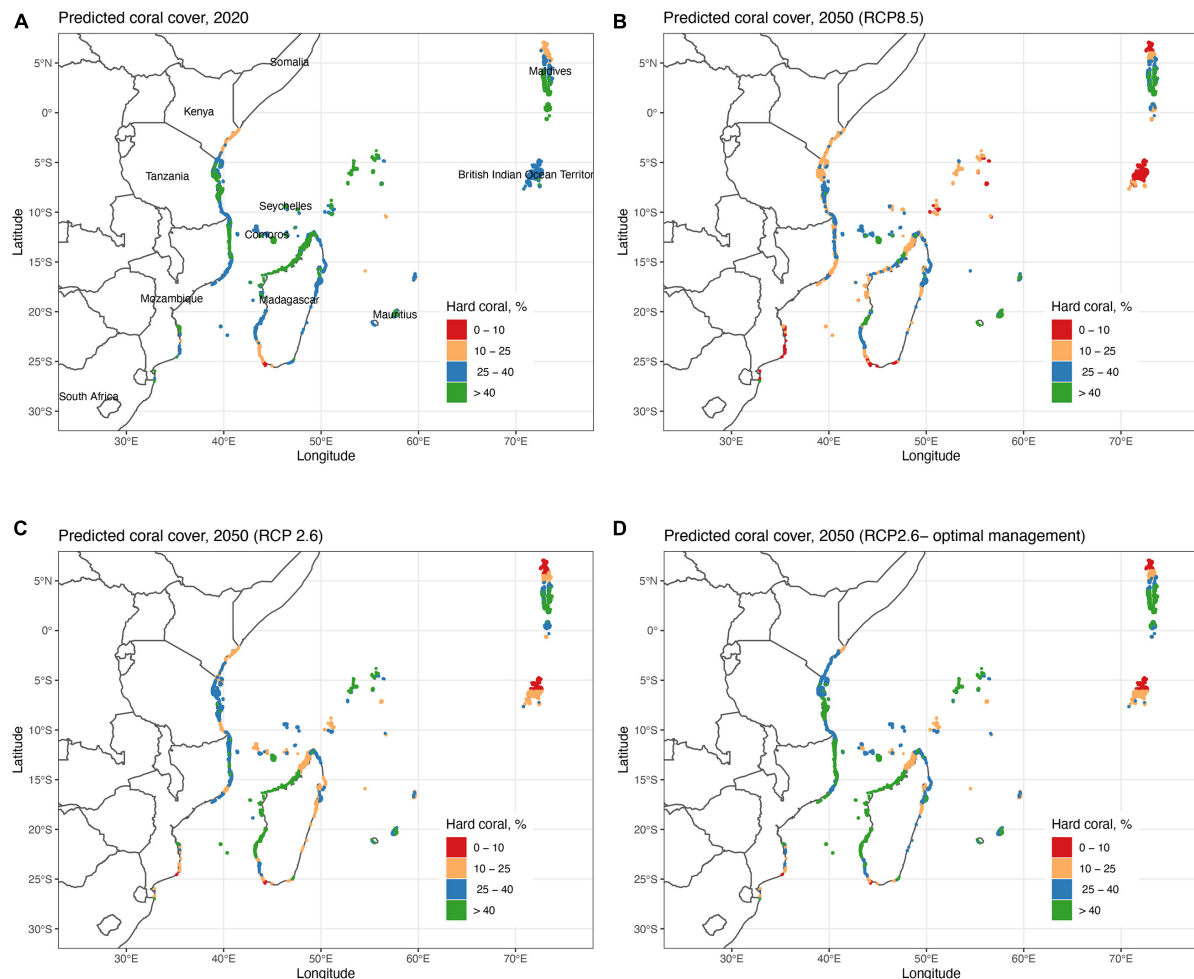 A
Predicted coral cover, 2020
5°N
0°
5°S
10°S
15°S
20°S
25°S
30°S
Latitude
Somalia
Maldives
Kenya
Tanzania
British Indian Ocean Territor
Seychelles
Comoros
Mozambique
Madagascar
Mauritius
South Africa
Hard coral, %
0 – 10
10 – 25
25 – 40
> 40
30°E
40°E
50°E
60°E
70°E
Longitude
B
Predicted coral cover, 2050 (RCP8.5)
5°N
0°
5°S
10°S
15°S
20°S
25°S
30°S
Latitude
Hard coral, %
0 – 10
10 – 25
25 – 40
> 40
30°E
40°E
50°E
60°E
70°E
Longitude
C
Predicted coral cover, 2050 (RCP 2.6)
5°N
0°
5°S
10°S
15°S
20°S
25°S
30°S
Latitude
Hard coral, %
0 – 10
10 – 25
25 – 40
> 40
30°E
40°E
50°E
60°E
70°E
Longitude
D
Predicted coral cover, 2050 (RCP2.6– optimal management)
5°N
0°
5°S
10°S
15°S
20°S
25°S
30°S
Latitude
Hard coral, %
0 – 10
10 – 25
25 – 40
> 40
30°E
40°E
50°E
60°E
70°E
Longitude